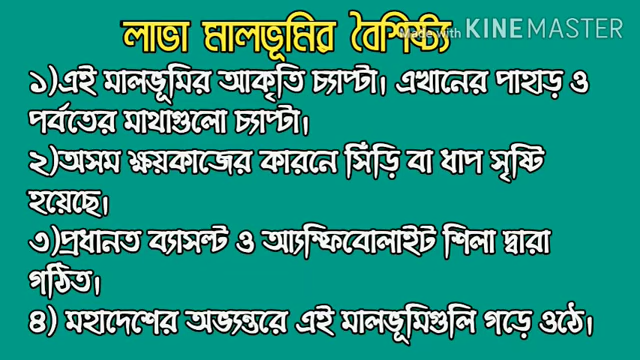 লাভা মালভূমির বৈশিষ্ট্য
Made with KINEMASTER
১)এই মালভূমির আকৃতি চ্যাপ্টা। এখানের পাহাড় ও
পর্বতের মাথাগুলো চ্যাপ্টা।
২)অসম ক্ষয়কাজের কারনে সিঁড়ি বা ধাপ সৃষ্টি
হয়েছে।
৩)প্রধানত ব্যাসল্ট ও অ্যাম্ফিবোলাইট শিলা দ্বারা
গঠিত।
৪) মহাদেশের অভ্যন্তরে এই মালভূমিগুলি গড়ে ওঠে।